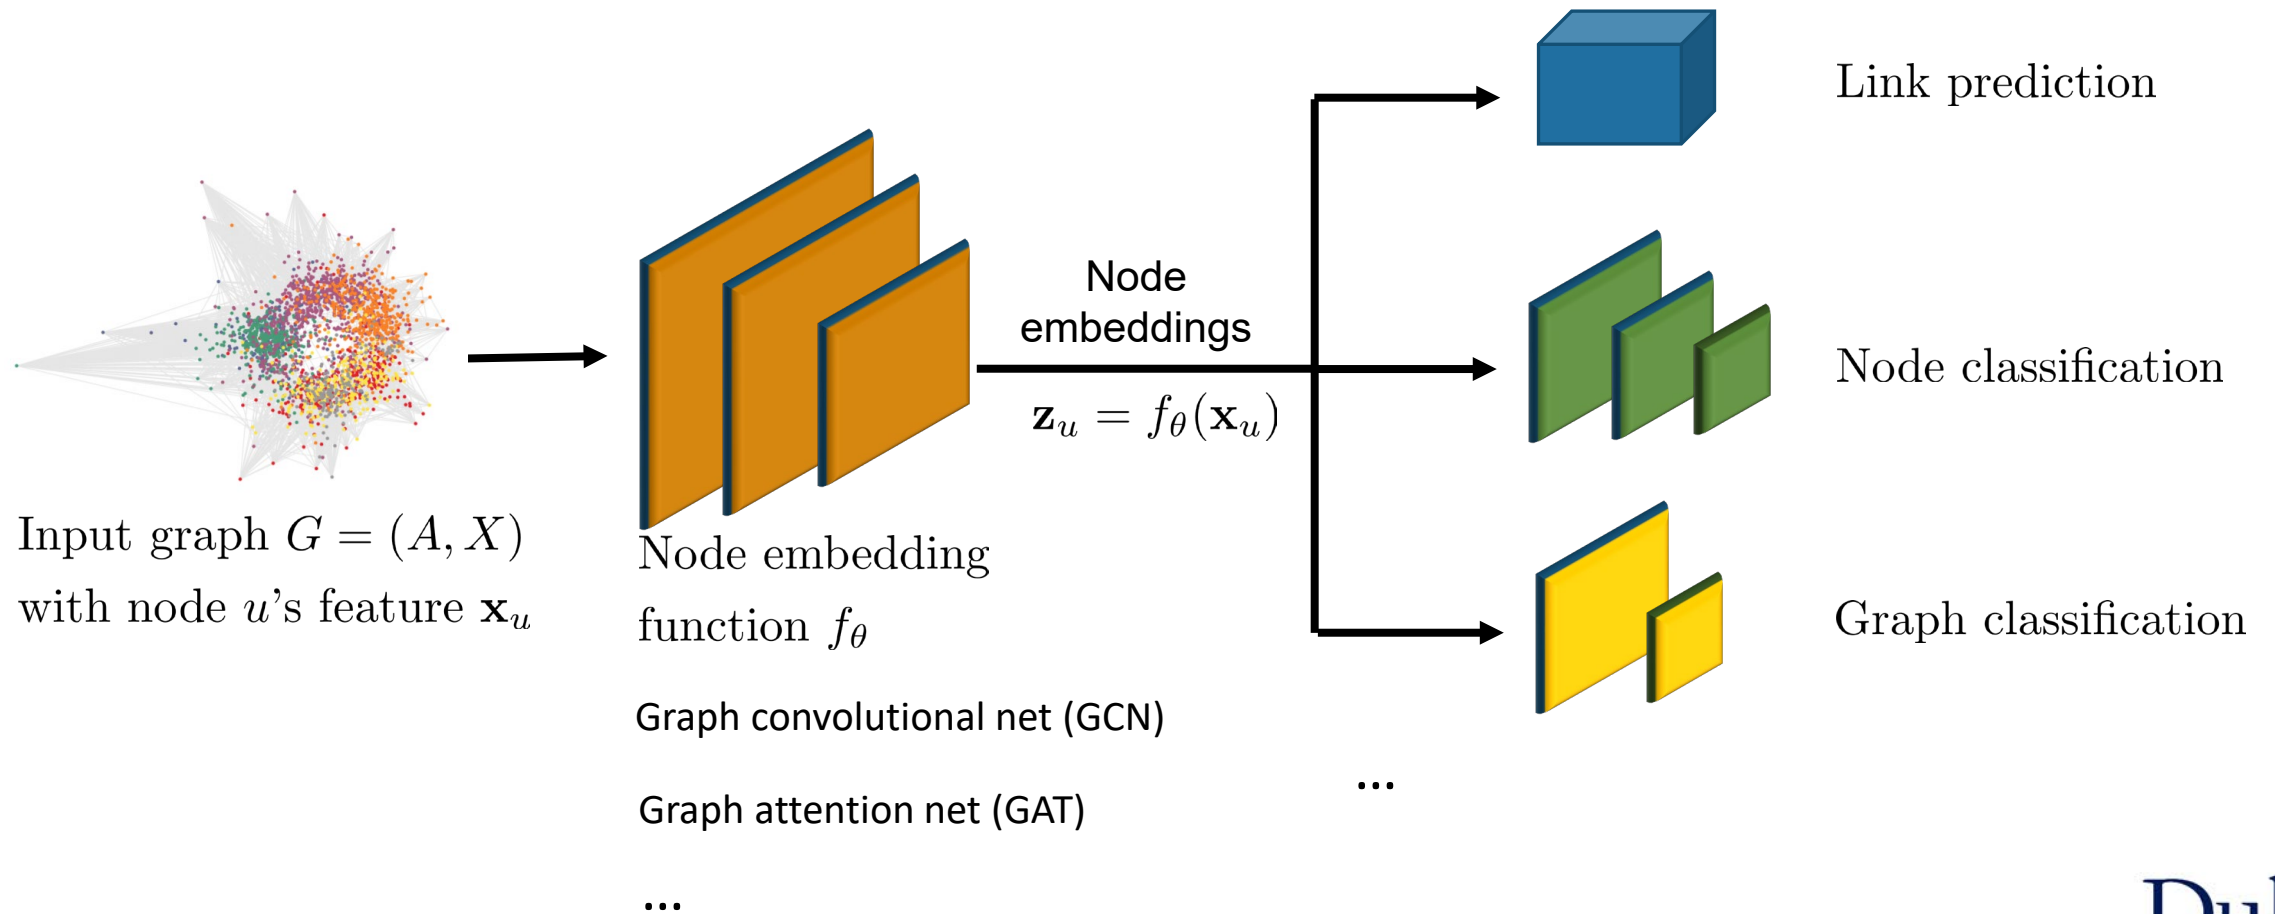 Input graph G = (A, X)
with node u's feature x_u
Node embedding
function f_θ
Graph convolutional net (GCN)
Graph attention net (GAT)
...
Node
embeddings
z_u = f_θ(x_u)
...
Link prediction
Node classification
Graph classification